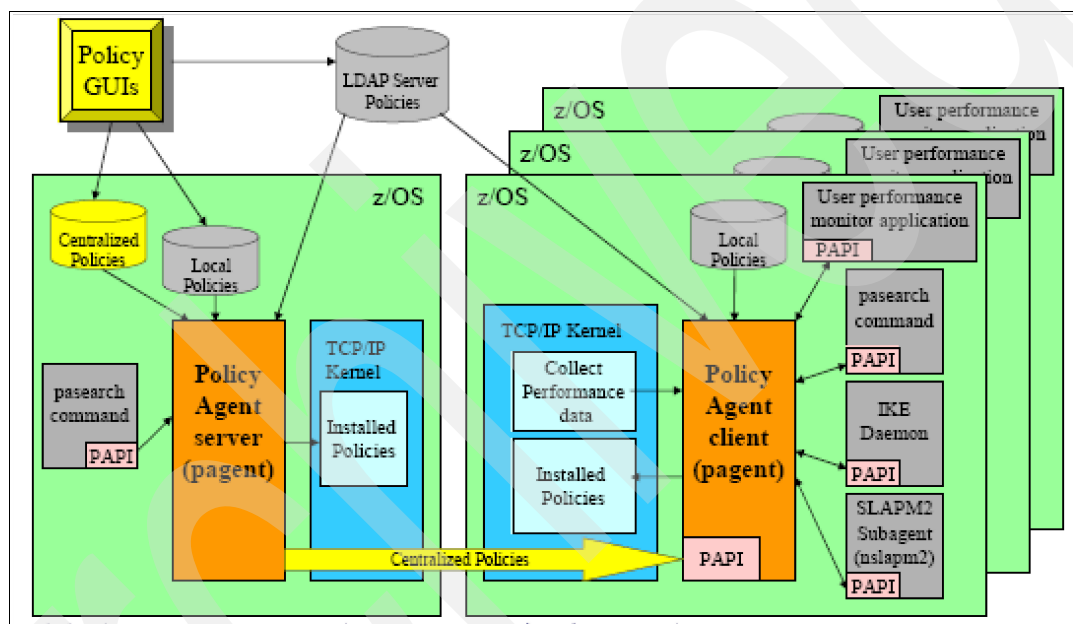 Policy
GUIs
LDAP Server
Policies
z/OS
Centralized
Policies
Local
Policies
pasearch
command
PAPI
Policy
Agent
server
(pagent)
TCP/IP
Kernel
Installed
Policies
Centralized Policies
z/OS
User performance
z/OS
User performance
z/OS
Local
Policies
User performance
monitor application
PAPI
TCP/IP Kernel
Collect
Performance
data
Installed
Policies
Policy
Agent
client
(pagent)
PAPI
pasearch
command
PAPI
IKE
Daemon
PAPI
SLAPM2
Subagent
(nslapm2)
PAPI